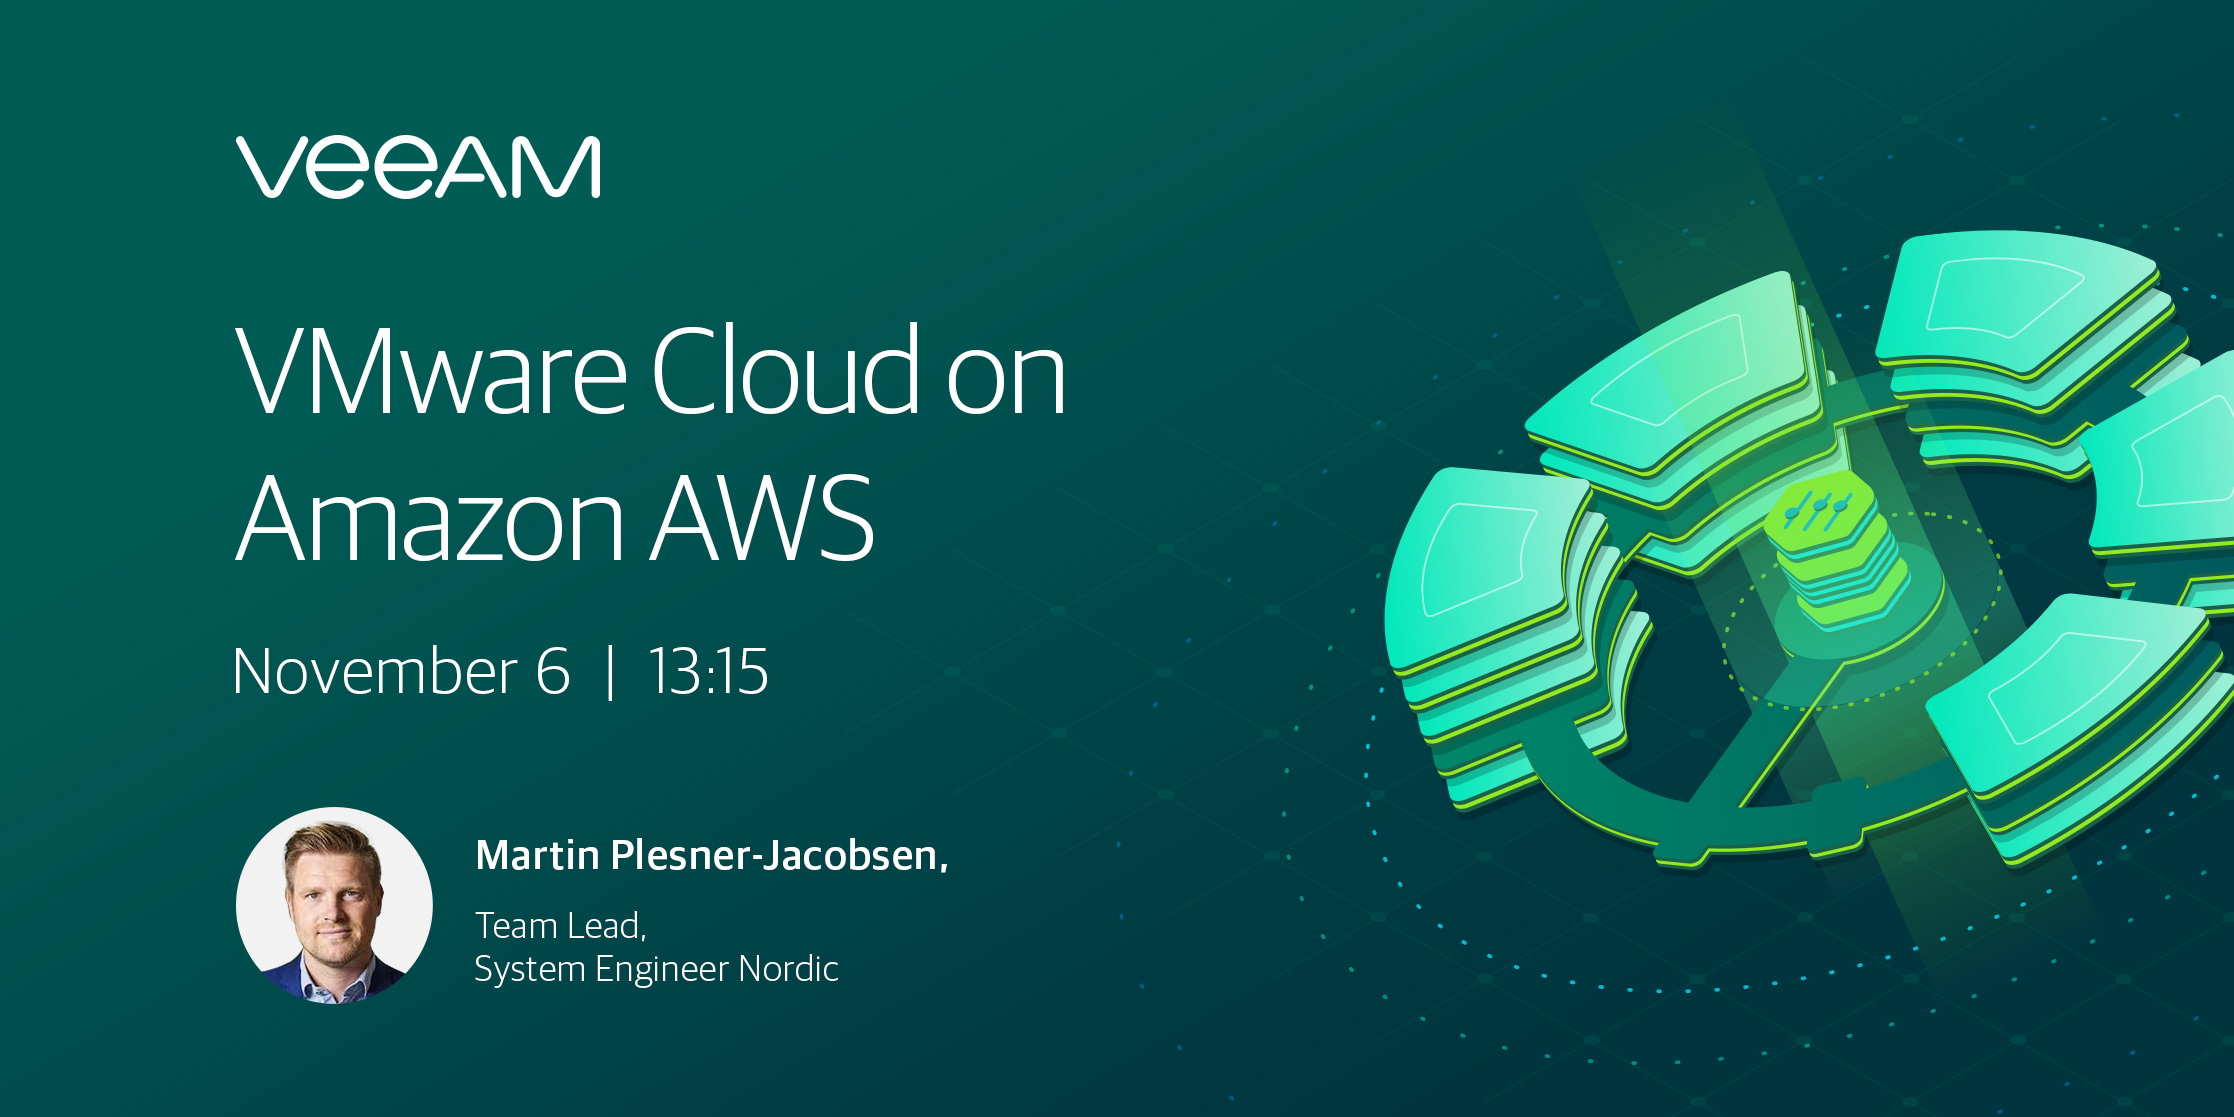 veeam
VMware Cloud on
Amazon AWS
November 6 | 13:15
Martin Plesner-Jacobsen,
Team Lead,
System Engineer Nordic